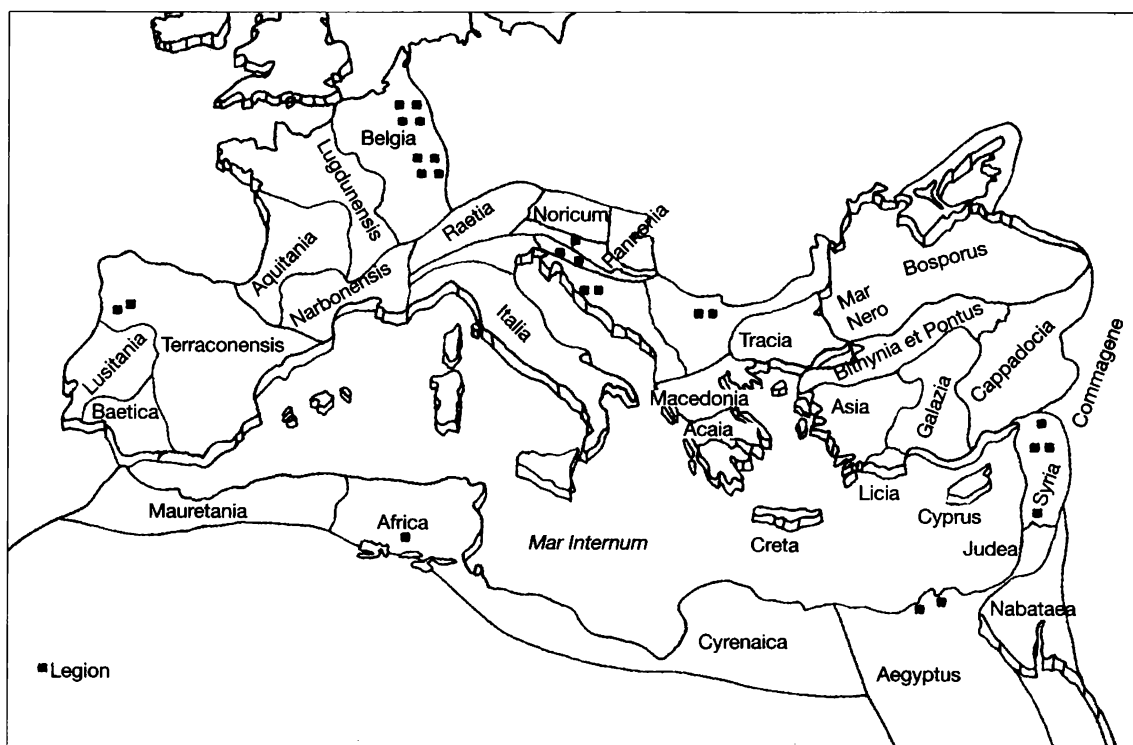 Belgia
Lugdunensis
Aquitania
Narbonensis
Raetia
Noricum
Pannonia
Italia
Terraconensis
Lusitania
Baetica
Bosporus
Mar
Nero
Tracia
Bithynia et Pontus
Cappadocia
Commagene
Macedonia
Acaia
Asia
Galazia
Licia
Cyprus
Syria
Creta
Judea
Mauretania
Africa
Mar Internum
Cyrenaica
Nabataea
Aegyptus
Legion